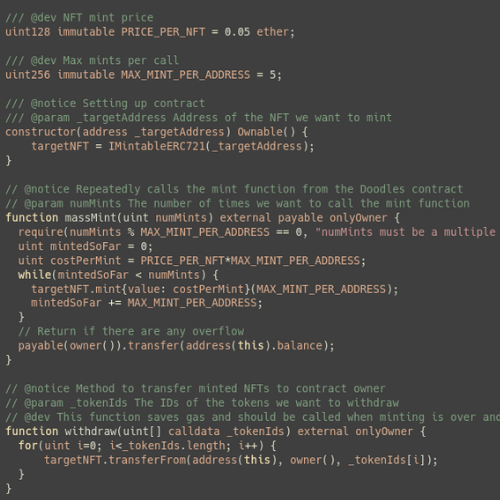 /// @dev NFT mint price
uint128 immutable PRICE_PER_NFT = 0.05 ether;
/// @dev Max mints per call
uint256 immutable MAX_MINT_PER_ADDRESS = 5;
/// @notice Setting up contract
/// @param _targetAddress Address of the NFT we want to mint
constructor(address _targetAddress) Ownable() {
targetNFT = IMintableERC721(_targetAddress);
}
// @notice Repeatedly calls the mint function from the Doodles contract
// @param numMints The number of times we want to call the mint function
function massMint(uint numMints) external payable onlyOwner {
require(numMints % MAX_MINT_PER_ADDRESS == 0, "numMints must be a multiple
uint mintedSoFar = 0;
uint costPerMint = PRICE_PER_NFT*MAX_MINT_PER_ADDRESS;
while(mintedSoFar < numMints) {
targetNFT.mint{value: costPerMint}(MAX_MINT_PER_ADDRESS);
mintedSoFar += MAX_MINT_PER_ADDRESS;
}
// Return if there are any overflow
payable(owner()).transfer(address(this).balance);
}
// @notice Method to transfer minted NFTs to contract owner
// @param _tokenIds The IDs of the tokens we want to withdraw
// @dev This function saves gas and should be called when minting is over and
function withdraw(uint[] calldata _tokenIds) external onlyOwner {
for(uint i=0; i<_tokenIds.length; i++) {
targetNFT.transferFrom(address(this), owner(), _tokenIds[i]);
}
}